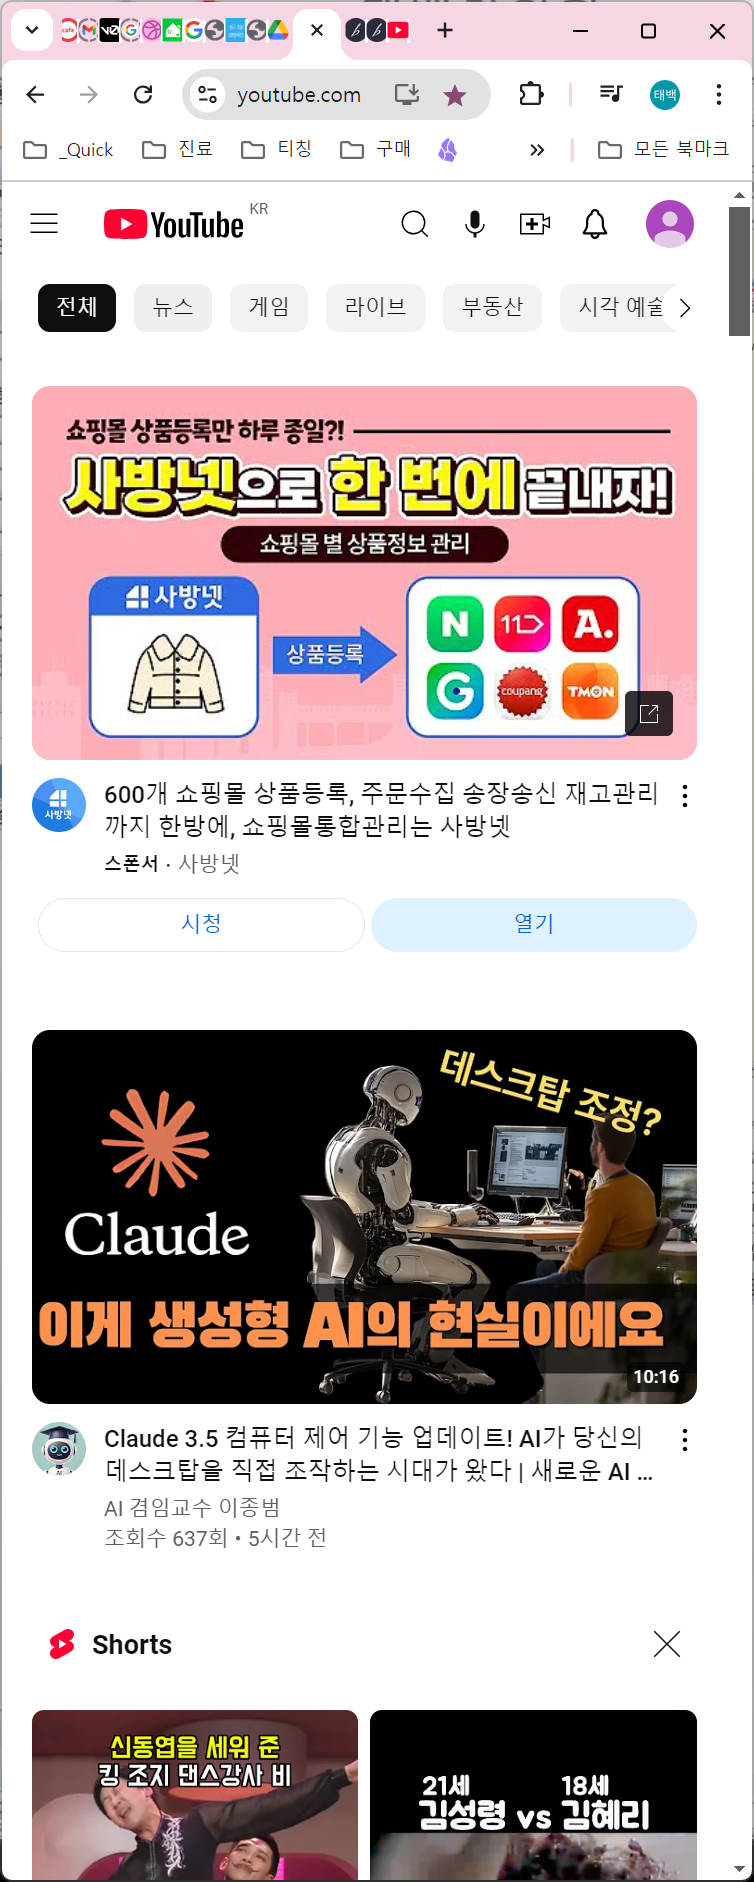 youtube.com
태백
_Quick
진료
티칭
구매
모든 북마크
YouTube KR
전체
뉴스
게임
라이브
부동산
시각 예술
쇼핑몰 상품등록만 하루 종일?!
사방넷으로 한 번에 끝내자!
쇼핑몰 별 상품정보 관리
사방넷
상품등록
N
11
A.
G
coupang
TMON
사방넷
600개 쇼핑몰 상품등록, 주문수집 송장송신 재고관리
까지 한방에, 쇼핑몰통합관리는 사방넷
스폰서 · 사방넷
시청
열기
데스크탑 조정?
Claude
이게 생성형 AI의 현실이에요
10:16
Claude 3.5 컴퓨터 제어 기능 업데이트! AI가 당신의
데스크탑을 직접 조작하는 시대가 왔다 | 새로운 AI ...
AI 겸임교수 이종범
조회수 637회 • 5시간 전
Shorts
신동엽을 세워 준
킹 조지 댄스강사 비
21세
18세
김성령 vs 김혜리